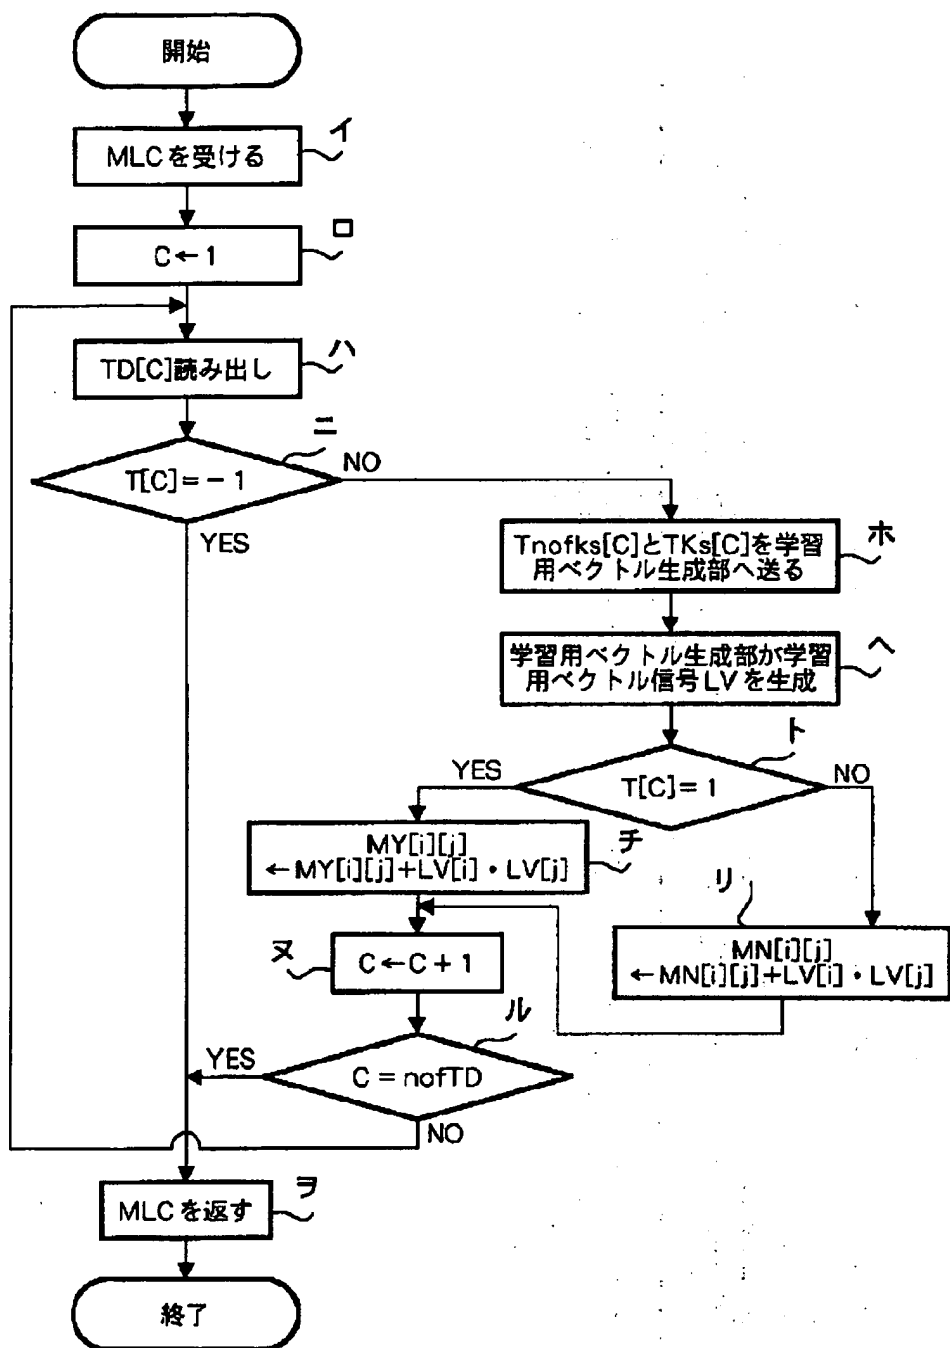 開始
イ
MLCを受ける
ロ
C←1
ハ
TD[C]読み出し
ニ
T[C]=-1
NO
YES
ホ
Tnofks[C]とTKs[C]を学習
用ベクトル生成部へ送る
ヘ
学習用ベクトル生成部が学習
用ベクトル信号LVを生成
ト
T[C]=1
YES
NO
チ
MY[i][j]
←MY[i][j]+LV[i]・LV[j]
リ
MN[i][j]
←MN[i][j]+LV[i]・LV[j]
ヌ
C←C+1
ル
C=nofTD
YES
NO
ヲ
MLCを返す
終了